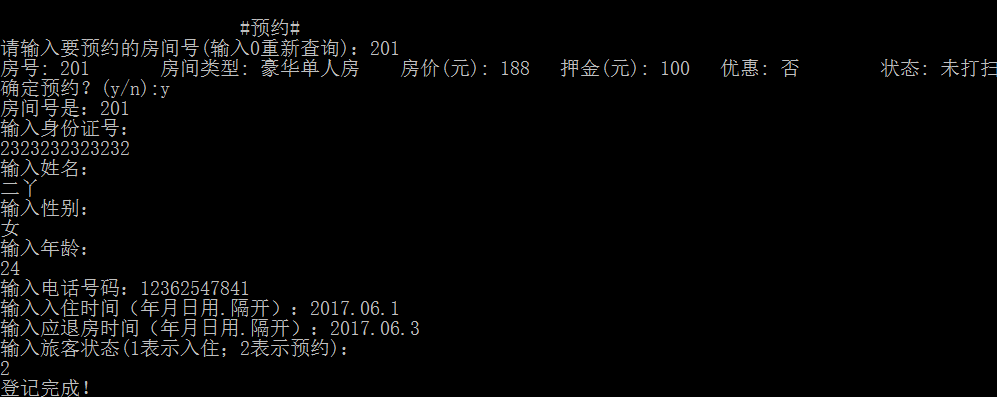 #预约#
请输入要预约的房间号(输入0重新查询)：201
房号: 201 房间类型: 豪华单人房 房价(元): 188 押金(元): 100 优惠: 否 状态: 未打扫
确定预约？(y/n):y
房间号是：201
输入身份证号：
2323232323232
输入姓名：
二丫
输入性别：
女
输入年龄：
24
输入电话号码：12362547841
输入入住时间（年月日用.隔开）：2017.06.1
输入应退房时间（年月日用.隔开）：2017.06.3
输入旅客状态(1表示入住；2表示预约)：
2
登记完成！